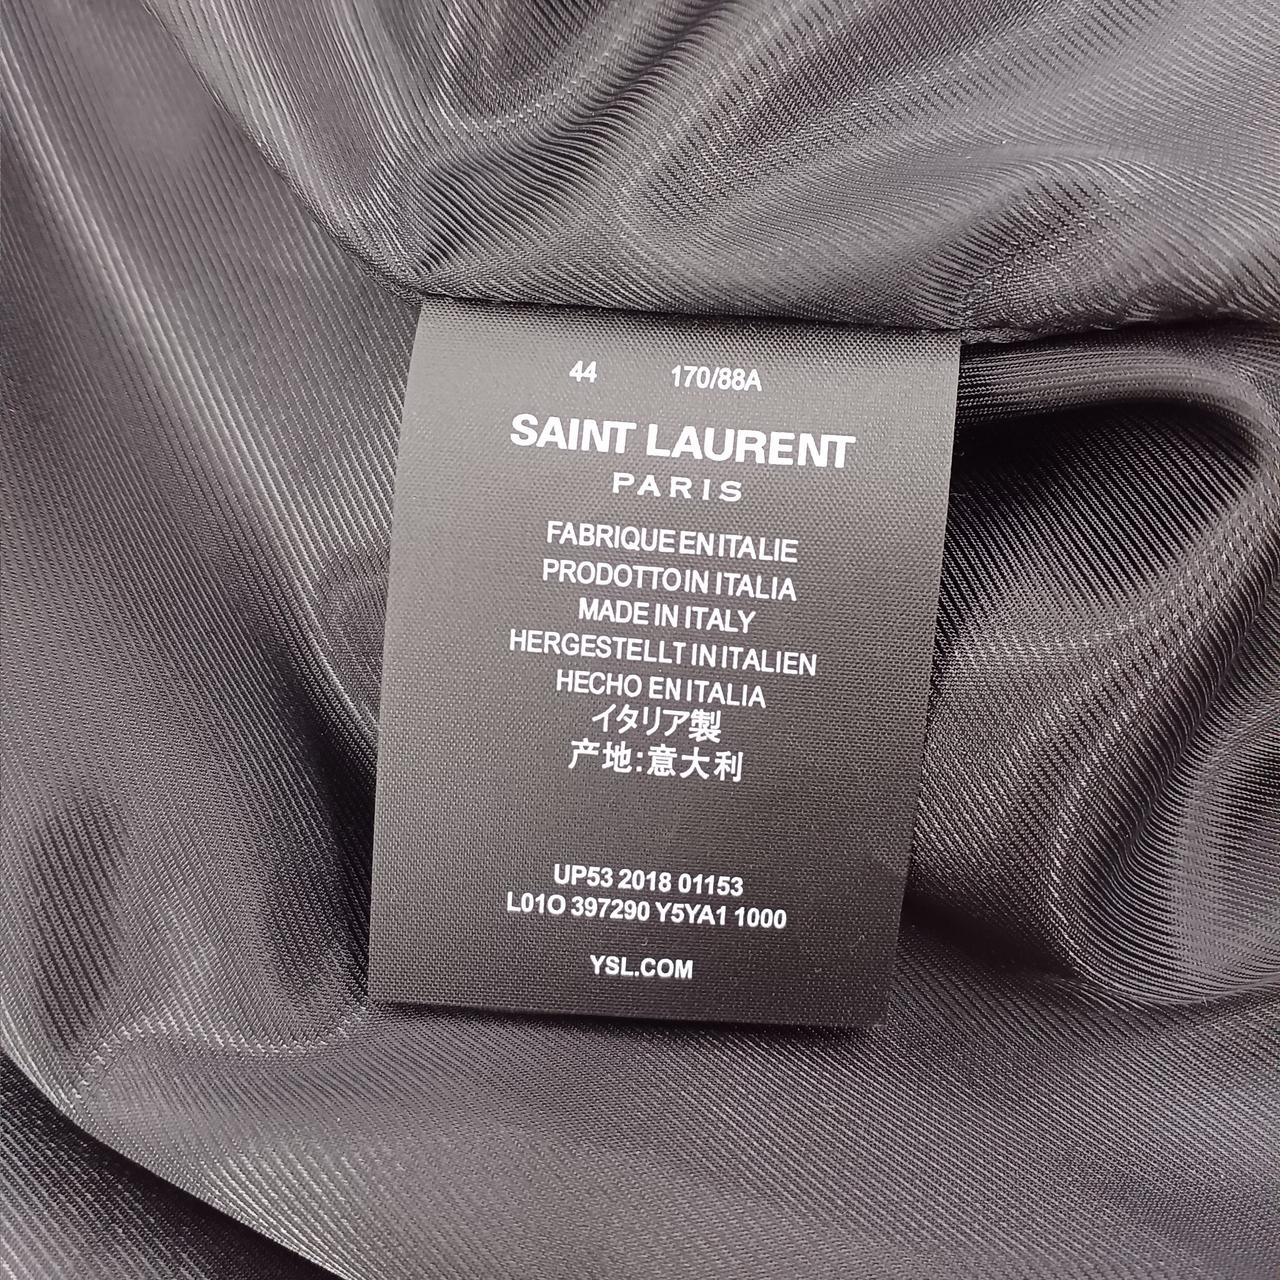 44 170/88A
SAINT LAURENT
PARIS
FABRIQUE EN ITALIE
PRODOTTO IN ITALIA
MADE IN ITALY
HERGESTELLT IN ITALIEN
HECHO EN ITALIA
イタリア製
产地:意大利
UP53 2018 01153
L01O 397290 Y5YA1 1000
YSL.COM